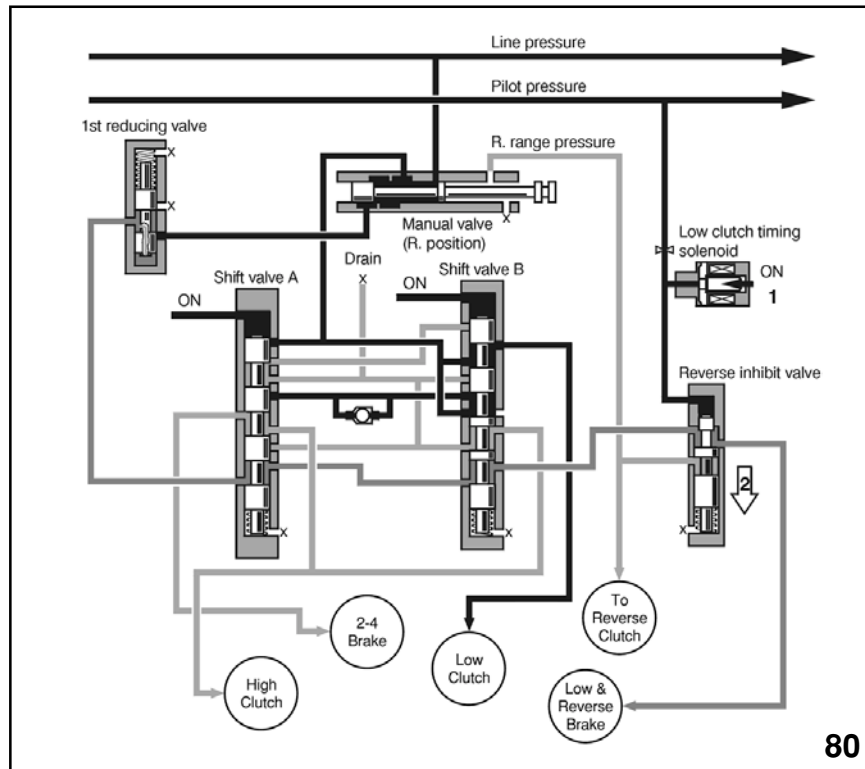 Line pressure
Pilot pressure
1st reducing valve
x
x
R. range pressure
Manual valve
(R. position)
x
Low clutch timing
solenoid
ON
1
Drain
x
Shift valve A
ON
Shift valve B
ON
Reverse inhibit valve
2
x
x
x
2-4
Brake
High
Clutch
Low
Clutch
To
Reverse
Clutch
Low &
Reverse
Brake
80